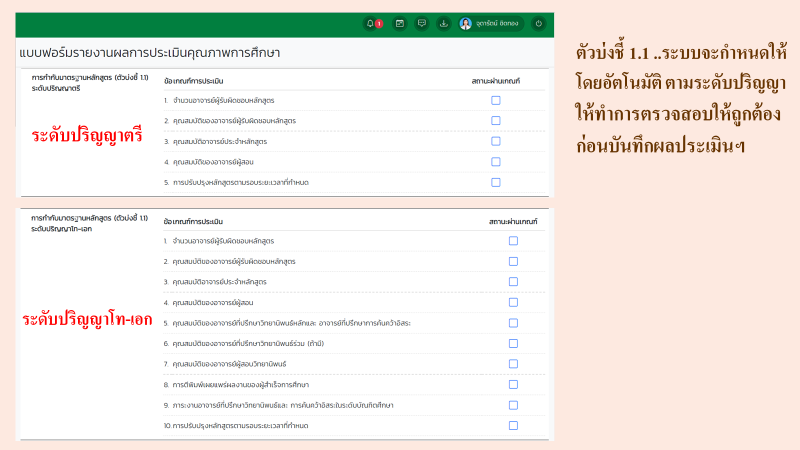 1
จุฑารัตน์ ขิตทอง
แบบฟอร์มรายงานผลการประเมินคุณภาพการศึกษา
การกำกับมาตรฐานหลักสูตร (ตัวบ่งชี้ 1.1)
ระดับปริญญาตรี
ระดับปริญญาตรี
ข้อ เกณฑ์การประเมิน
สถานะผ่านเกณฑ์
1. จำนวนอาจารย์ผู้รับผิดชอบหลักสูตร
2. คุณสมบัติของอาจารย์ผู้รับผิดชอบหลักสูตร
3. คุณสมบัติอาจารย์ประจำหลักสูตร
4. คุณสมบัติของอาจารย์ผู้สอน
5. การปรับปรุงหลักสูตรตามรอบระยะเวลาที่กำหนด
การกำกับมาตรฐานหลักสูตร (ตัวบ่งชี้ 1.1)
ระดับปริญญาโท-เอก
ระดับปริญญาโท-เอก
ข้อ เกณฑ์การประเมิน
สถานะผ่านเกณฑ์
1. จำนวนอาจารย์ผู้รับผิดชอบหลักสูตร
2. คุณสมบัติของอาจารย์ผู้รับผิดชอบหลักสูตร
3. คุณสมบัติอาจารย์ประจำหลักสูตร
4. คุณสมบัติของอาจารย์ผู้สอน
5. คุณสมบัติของอาจารย์ที่ปรึกษาวิทยานิพนธ์หลักและ อาจารย์ที่ปรึกษาการค้นคว้าอิสระ
6. คุณสมบัติของอาจารย์ที่ปรึกษาวิทยานิพนธ์ร่วม (ถ้ามี)
7. คุณสมบัติของอาจารย์ผู้สอบวิทยานิพนธ์
8. การตีพิมพ์เผยแพร่ผลงานของผู้สำเร็จการศึกษา
9. ภาระงานอาจารย์ที่ปรึกษาวิทยานิพนธ์และ การค้นคว้าอิสระในระดับบัณฑิตศึกษา
10.การปรับปรุงหลักสูตรตามรอบระยะเวลาที่กำหนด
ตัวบ่งชี้ 1.1 ..ระบบจะกำหนดให้
โดยอัตโนมัติ ตามระดับปริญญา
ให้ทำการตรวจสอบให้ถูกต้อง
ก่อนบันทึกผลประเมินฯ